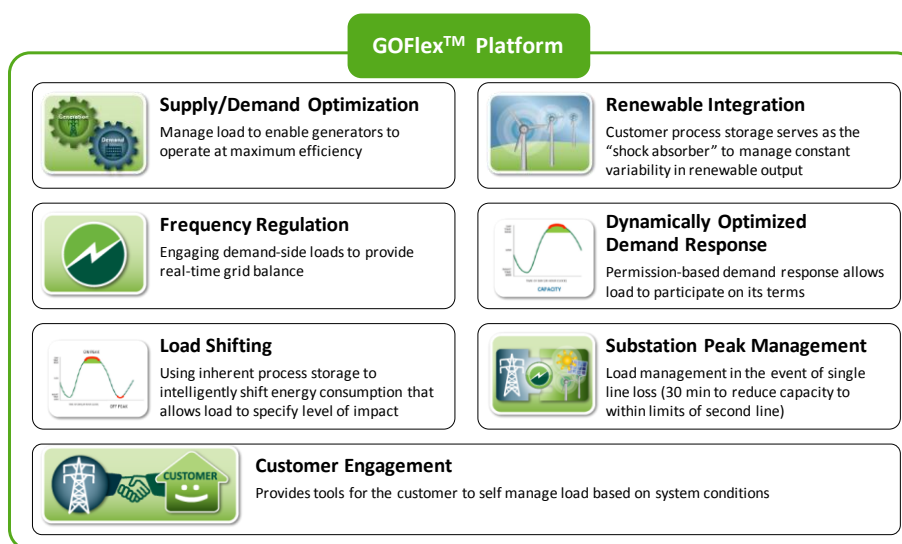 GOFlex™ Platform
Supply/Demand Optimization
Manage load to enable generators to
operate at maximum efficiency
Generation
Demand
Renewable Integration
Customer process storage serves as the
“shock absorber” to manage constant
variability in renewable output
Frequency Regulation
Engaging demand-side loads to provide
real-time grid balance
Dynamically Optimized
Demand Response
Permission-based demand response allows
load to participate on its terms
CAPACITY
Load Shifting
Using inherent process storage to
intelligently shift energy consumption that
allows load to specify level of impact
OFF PEAK
Substation Peak Management
Load management in the event of single
line loss (30 min to reduce capacity to
within limits of second line)
CUSTOMER
Customer Engagement
Provides tools for the customer to self manage load based on system conditions